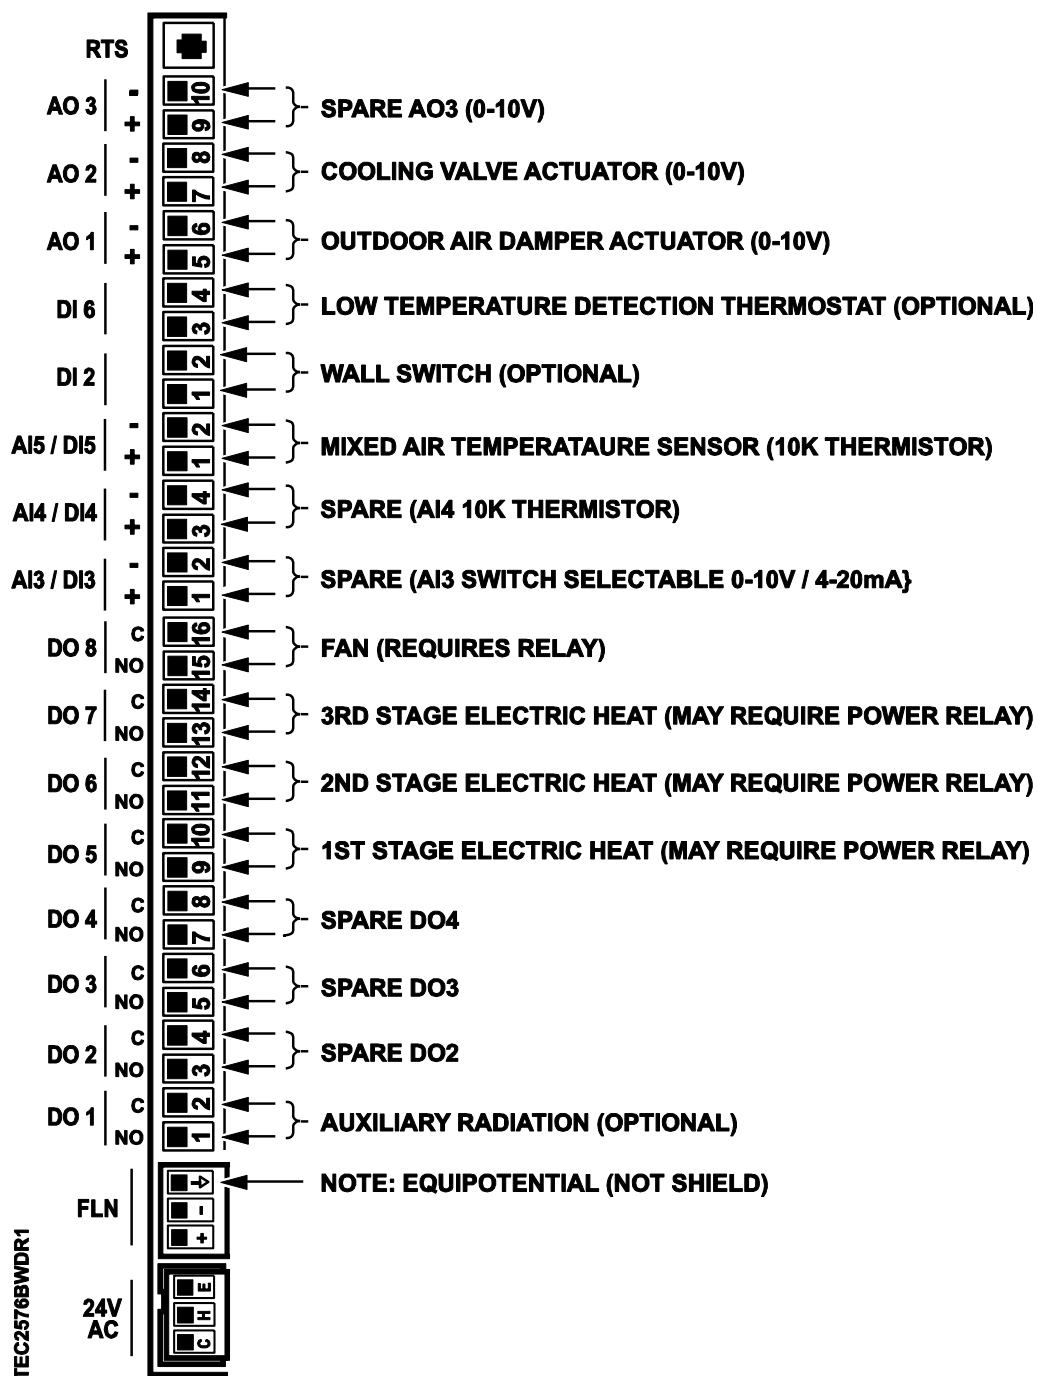 RTS
AO 3 - 10 SPARE AO3 (0-10V)
+ 9
AO 2 - 8 COOLING VALVE ACTUATOR (0-10V)
+ 7
AO 1 - 6 OUTDOOR AIR DAMPER ACTUATOR (0-10V)
+ 5
DI 6 4 LOW TEMPERATURE DETECTION THERMOSTAT (OPTIONAL)
3
DI 2 2 WALL SWITCH (OPTIONAL)
1
AI5 / DI5 - 2 MIXED AIR TEMPERATAURE SENSOR (10K THERMISTOR)
+ 1
AI4 / DI4 - 4 SPARE (AI4 10K THERMISTOR)
+ 3
AI3 / DI3 - 2 SPARE (AI3 SWITCH SELECTABLE 0-10V / 4-20mA}
+ 1
DO 8 C 16 FAN (REQUIRES RELAY)
NO 15
DO 7 C 14 3RD STAGE ELECTRIC HEAT (MAY REQUIRE POWER RELAY)
NO 13
DO 6 C 12 2ND STAGE ELECTRIC HEAT (MAY REQUIRE POWER RELAY)
NO 11
DO 5 C 10 1ST STAGE ELECTRIC HEAT (MAY REQUIRE POWER RELAY)
NO 9
DO 4 C 8 SPARE DO4
NO 7
DO 3 C 6 SPARE DO3
NO 5
DO 2 C 4 SPARE DO2
NO 3
DO 1 C 2 AUXILIARY RADIATION (OPTIONAL)
NO 1
NOTE: EQUIPOTENTIAL (NOT SHIELD)
FLN -
+
E
24V H
AC
C
TEC2576BWDR1